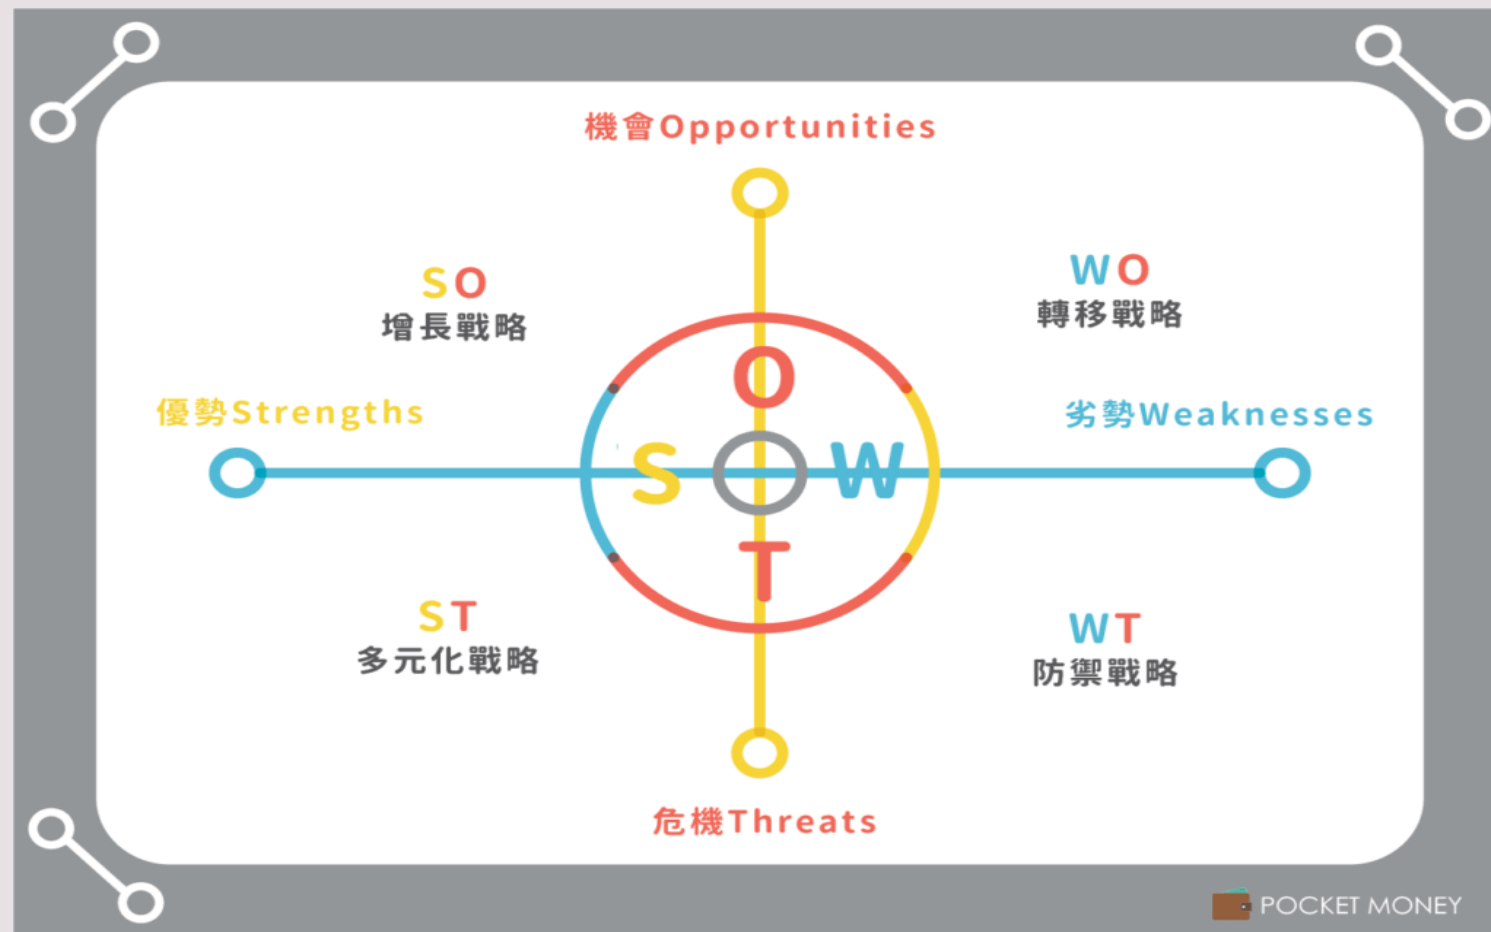 機會Opportunities
SO
增長戰略
WO
轉移戰略
優勢Strengths
劣勢Weaknesses
O
S
W
T
ST
多元化戰略
WT
防禦戰略
危機Threats
POCKET MONEY